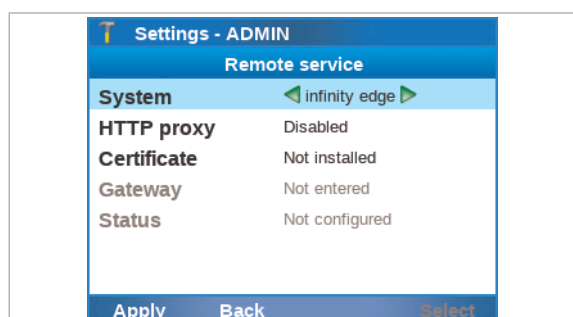 Settings - ADMIN
Remote service
System infinity edge
HTTP proxy Disabled
Certificate Not installed
Gateway Not entered
Status Not configured
Apply Back Select